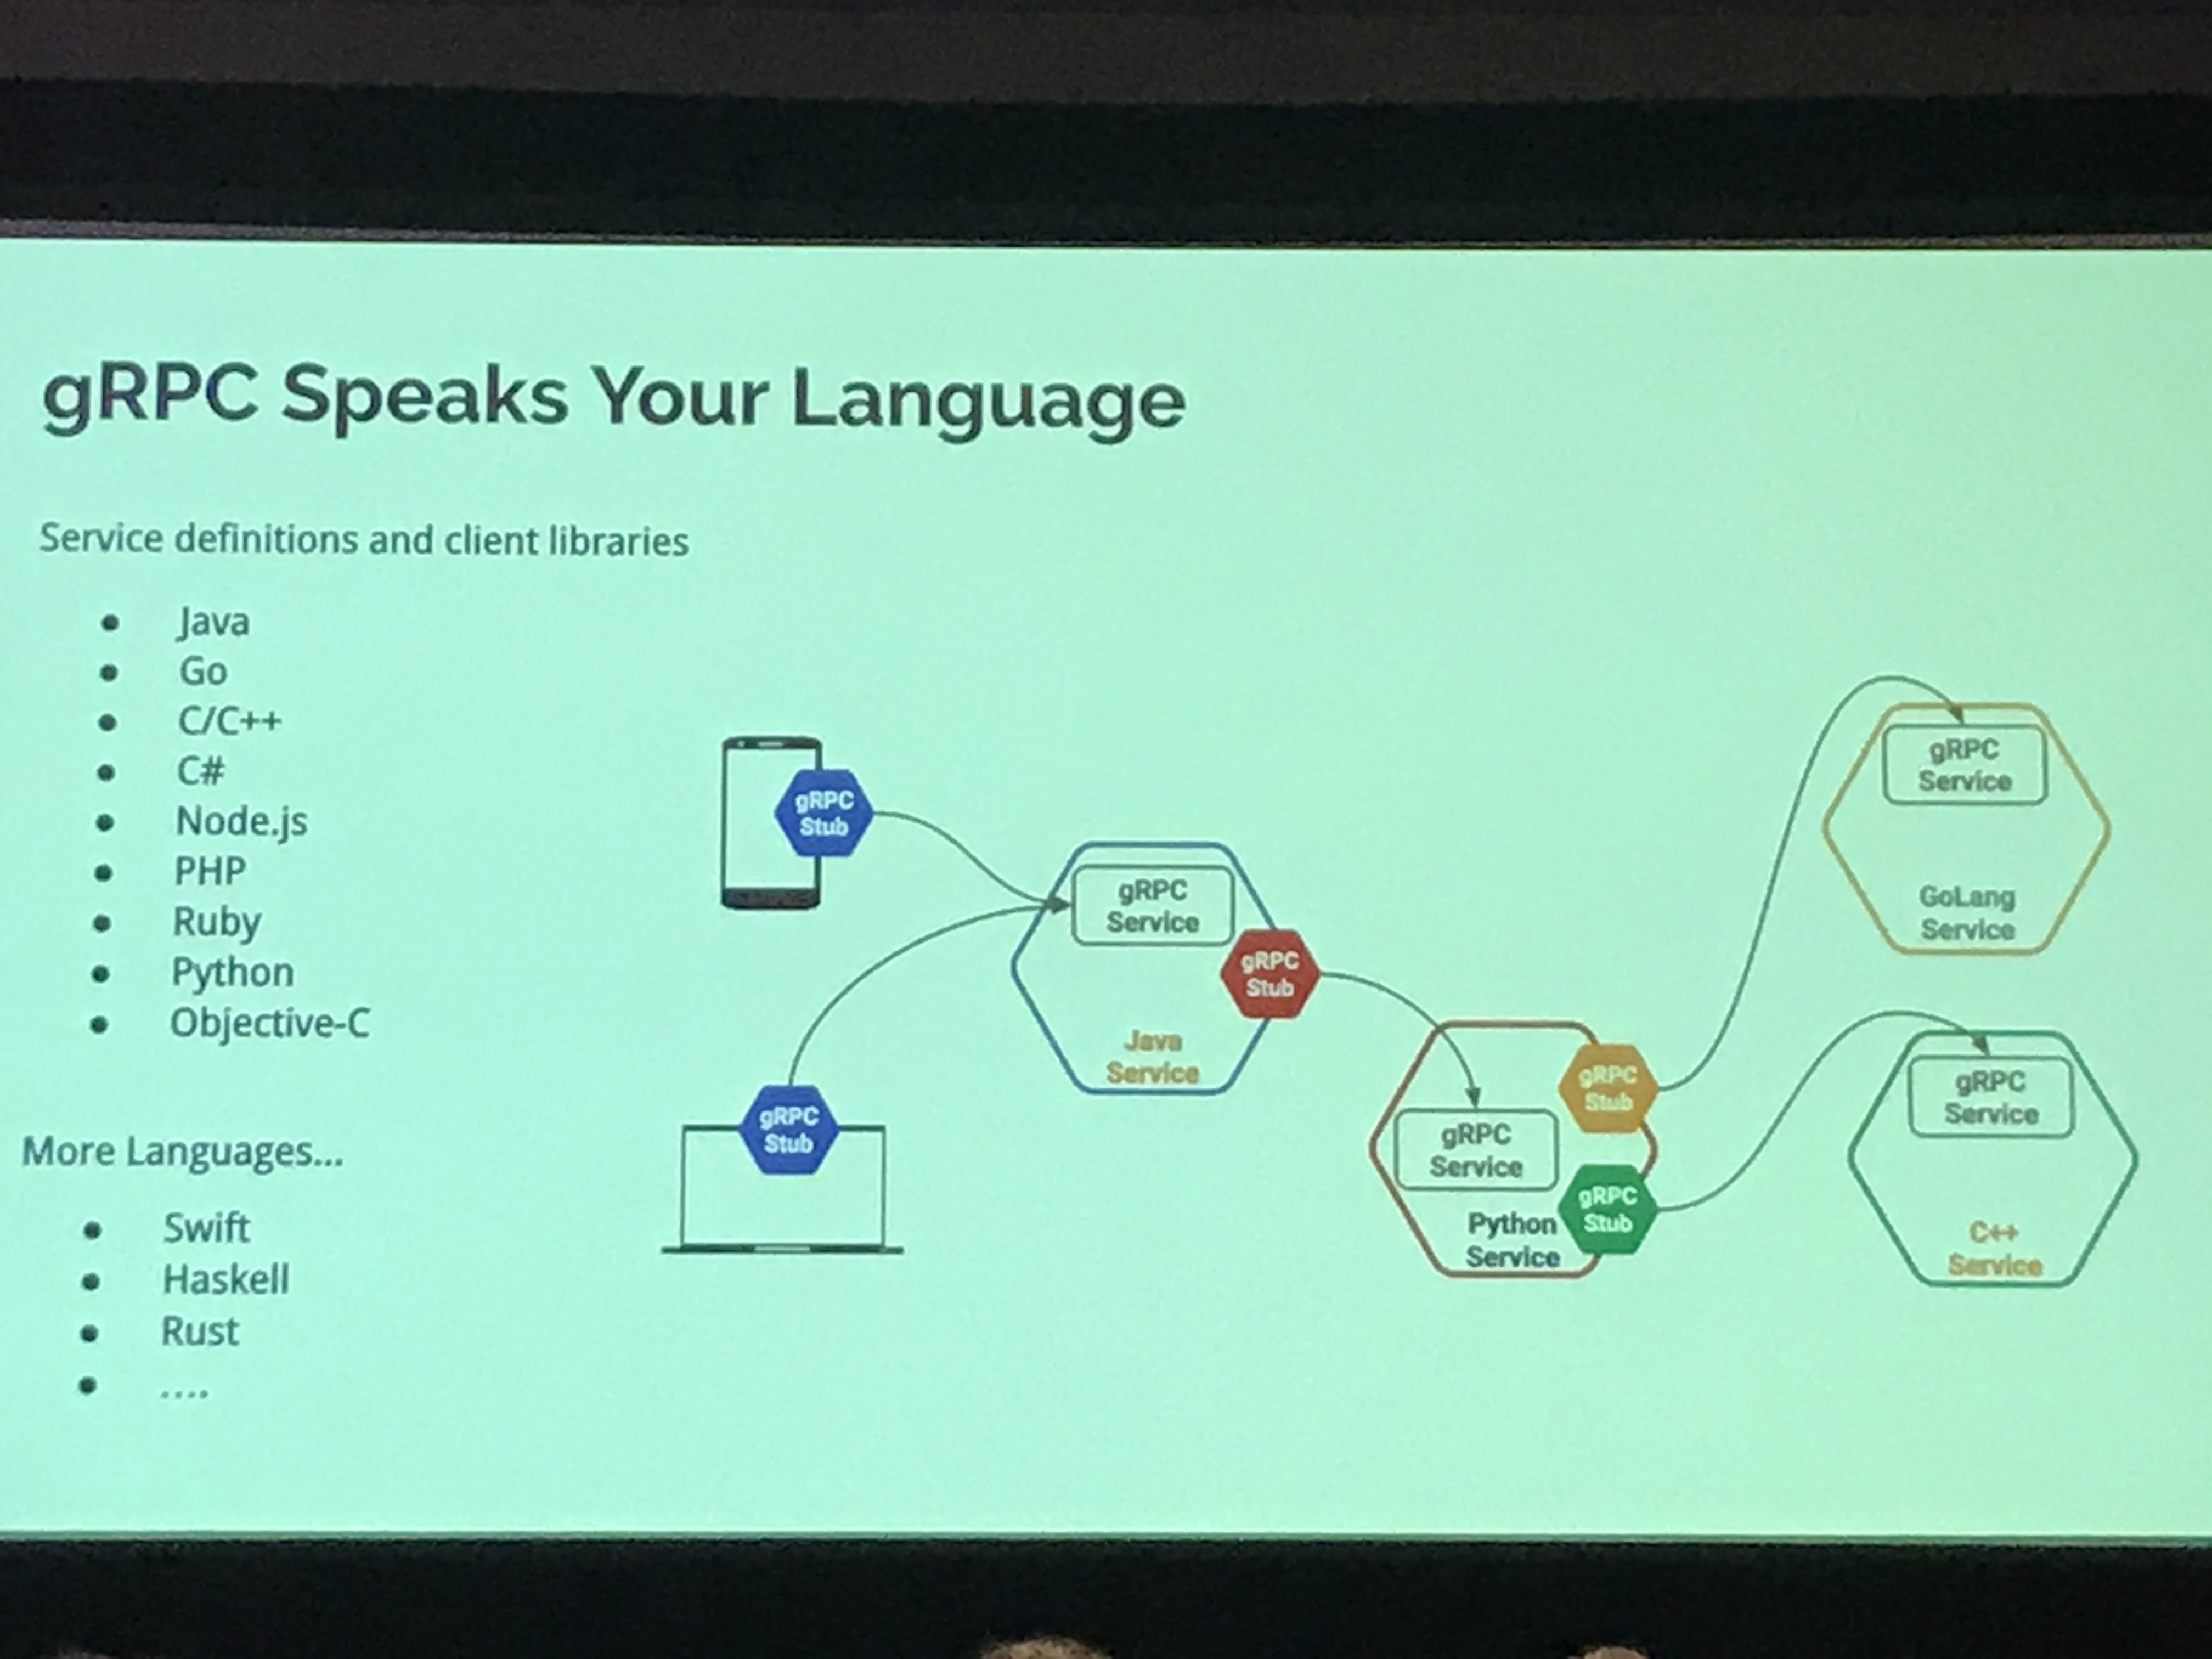 gRPC Speaks Your Language
Service definitions and client libraries
● Java
● Go
● C/C++
● C#
● Node.js
● PHP
● Ruby
● Python
● Objective-C
More Languages...
● Swift
● Haskell
● Rust
● ....
gRPC
Stub
gRPC
Stub
gRPC
Service
Java
Service
gRPC
Stub
gRPC
Service
Python
Service
gRPC
Stub
gRPC
Stub
gRPC
Service
GoLang
Service
gRPC
Service
C++
Service